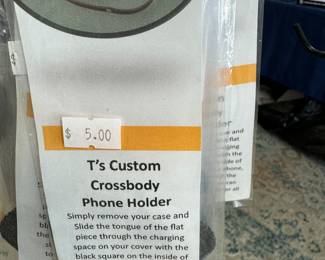 $ 5.00
T's Custom
Crossbody
Phone Holder
Simply remove your case and
Slide the tongue of the flat
piece through the charging
space on your cover with the
black square on the inside of